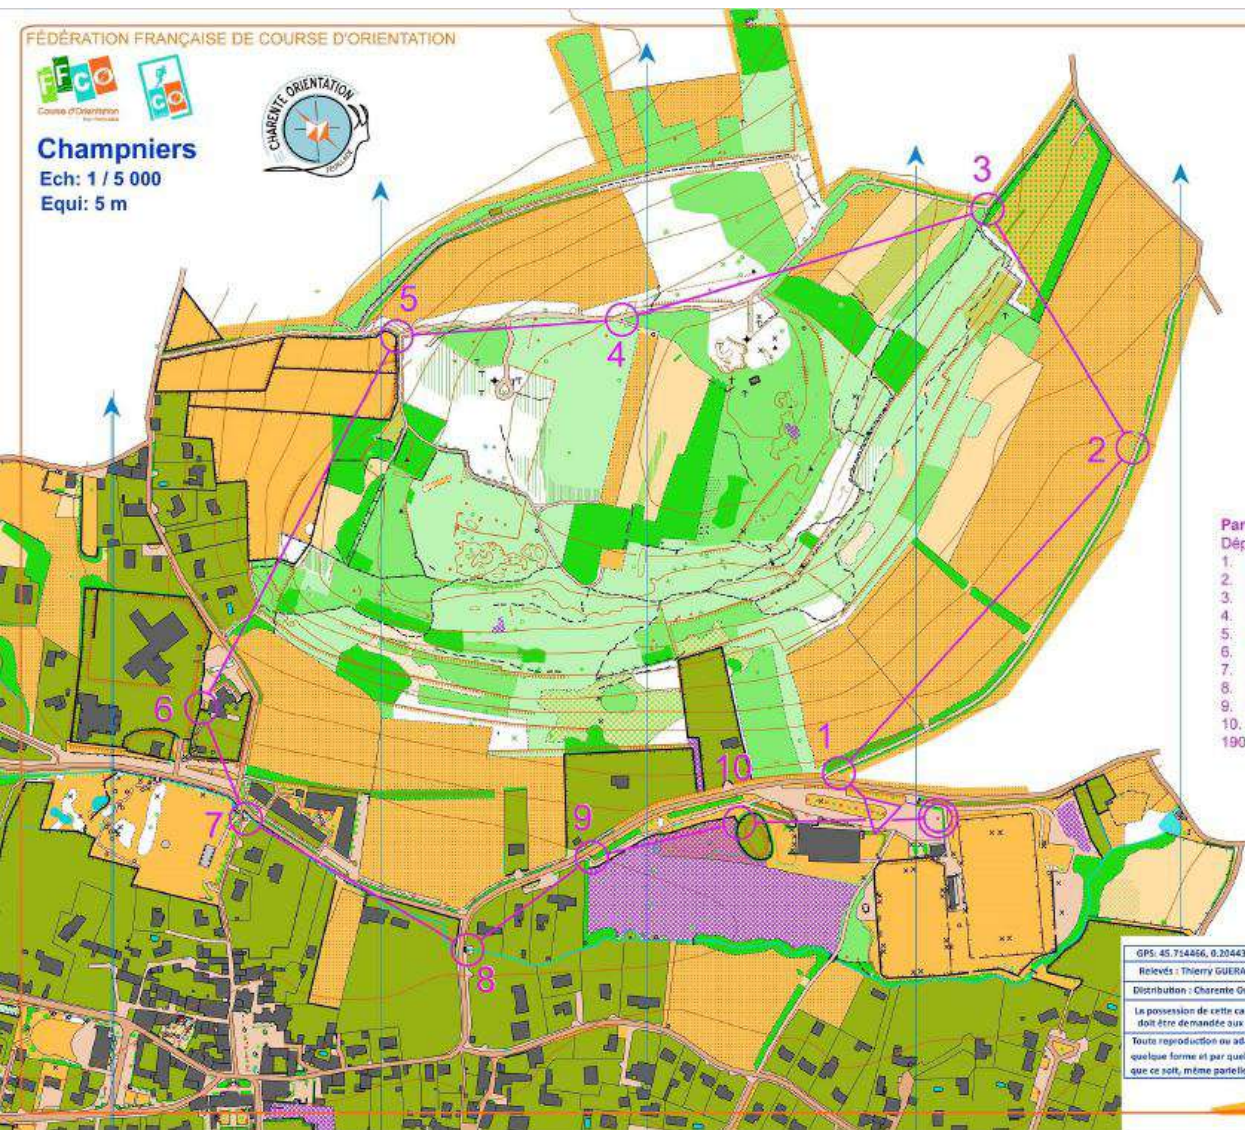 FÉDÉRATION FRANÇAISE DE COURSE D'ORIENTATION
FFCO
Course d'Orientation
CO
CHARENTE ORIENTATION
Champniers
Ech: 1 / 5 000
Equi: 5 m
3
5
4
2
6
1
10
7
9
8
Par
Dép
1.
2.
3.
4.
5.
6.
7.
8.
9.
10.
190
GPS: 45.714466, 0.20443
Relevés : Thierry GUERA
Distribution : Charente O
La possession de cette ca
doit être demandée aux
Toute reproduction ou ad
quelque forme et par quel
que ce soit, même partielle